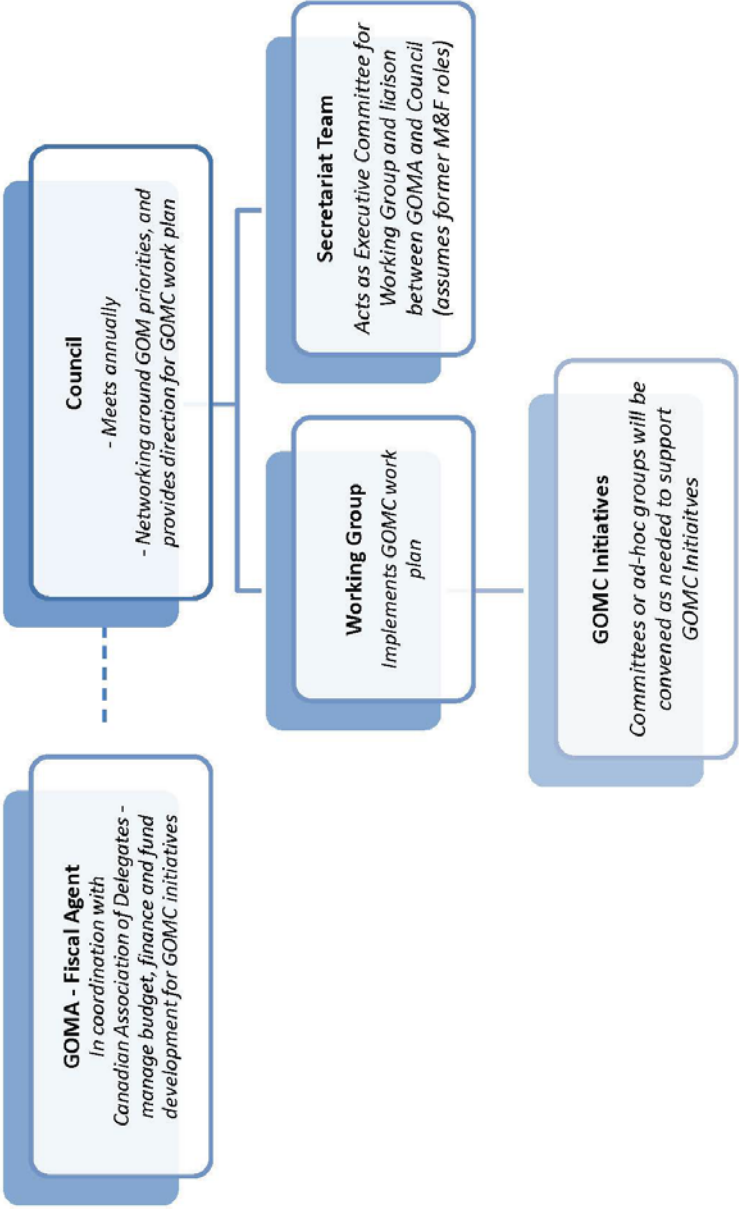 GOMA - Fiscal Agent
In coordination with
Canadian Association of Delegates -
manage budget, finance and fund
development for GOMC initiatives
Council
- Meets annually
- Networking around GOM priorities, and
provides direction for GOMC work plan
Working Group
Implements GOMC work
plan
Secretariat Team
Acts as Executive Committee for
Working Group and liaison
between GOMA and Council
(assumes former M&F roles)
GOMC Initiatives
Committees or ad-hoc groups will be
convened as needed to support
GOMC Initiaitves